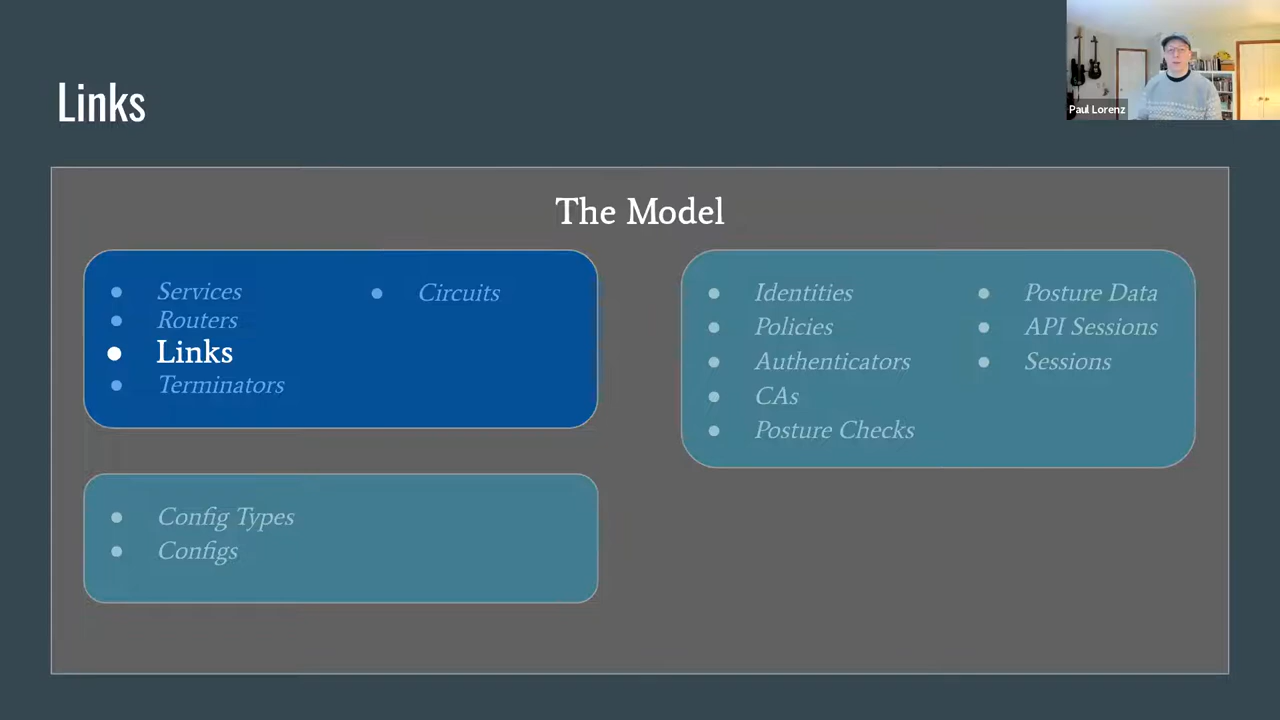 Links
Paul Lorenz
The Model
Services
Routers
Links
Terminators
Circuits
Identities
Policies
Authenticators
CAs
Posture Checks
Posture Data
API Sessions
Sessions
Config Types
Configs